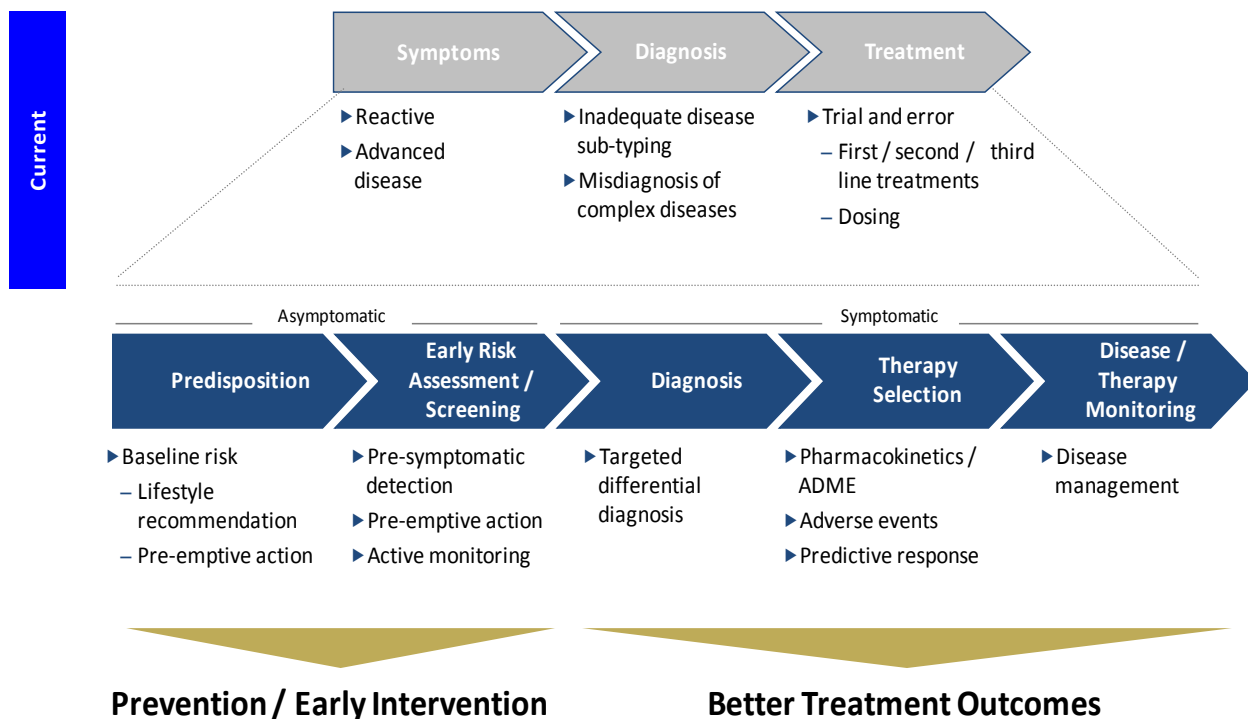 Current
Symptoms
Diagnosis
Treatment
Reactive
Advanced
disease
Inadequate disease
sub-typing
Misdiagnosis of
complex diseases
Trial and error
– First / second / third
line treatments
– Dosing
Asymptomatic
Symptomatic
Predisposition
Early Risk
Assessment /
Screening
Diagnosis
Therapy
Selection
Disease /
Therapy
Monitoring
Baseline risk
– Lifestyle
recommendation
– Pre-emptive action
Pre-symptomatic
detection
Pre-emptive action
Active monitoring
Targeted
differential
diagnosis
Pharmacokinetics /
ADME
Adverse events
Predictive response
Disease
management
Prevention / Early Intervention
Better Treatment Outcomes